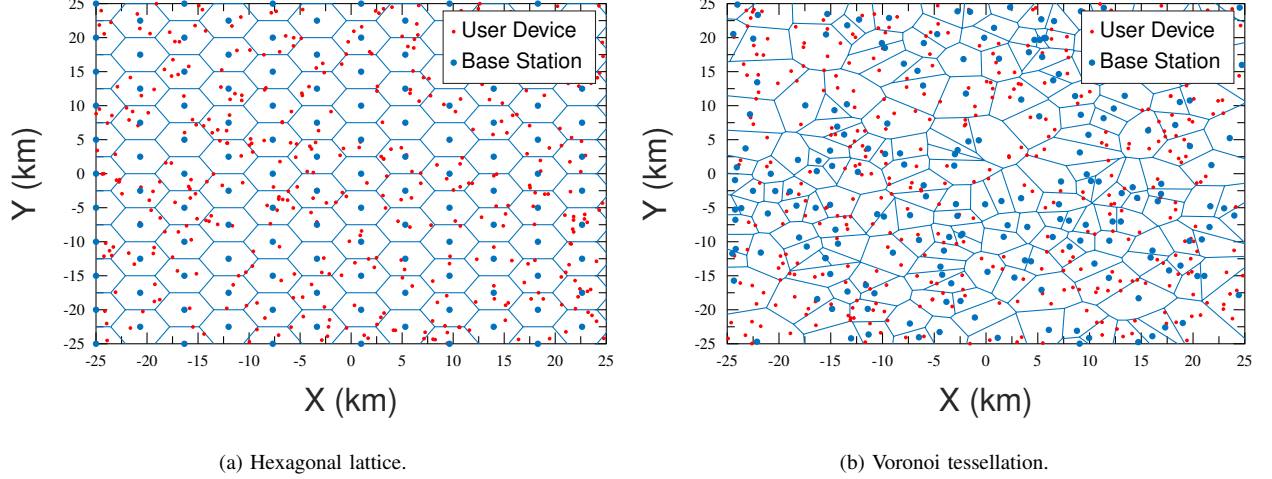 25
20
15
10
5
0
-5
-10
-15
-20
25
Y (km)
User Device
Base Station
-25 -20 -15 -10 -5 0 5 10 15 20 25
X (km)
(a) Hexagonal lattice.
25
20
15
10
5
0
-5
-10
-15
-20
25
Y (km)
User Device
Base Station
-25 -20 -15 -10 -5 0 5 10 15 20 25
X (km)
(b) Voronoi tessellation.